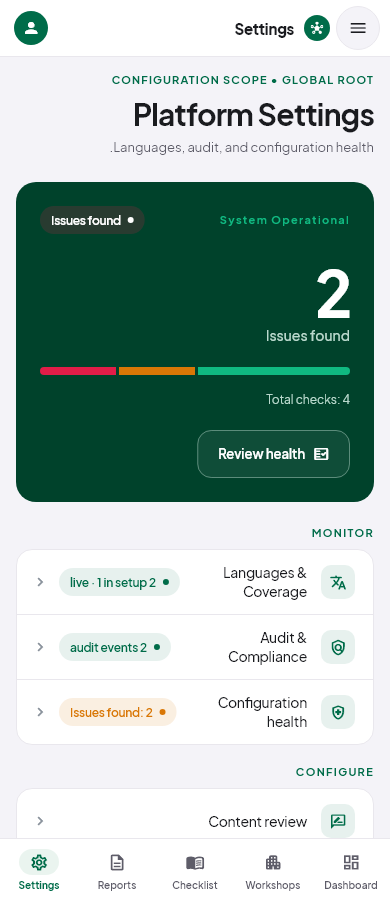 Settings
CONFIGURATION SCOPE • GLOBAL ROOT
Platform Settings
.Languages, audit, and configuration health
System Operational
Issues found
2
Issues found
Total checks: 4
Review health
MONITOR
Languages &
Coverage
live · 1 in setup 2
Audit &
Compliance
audit events 2
Configuration
health
Issues found: 2
CONFIGURE
Content review
Settings
Reports
Checklist
Workshops
Dashboard